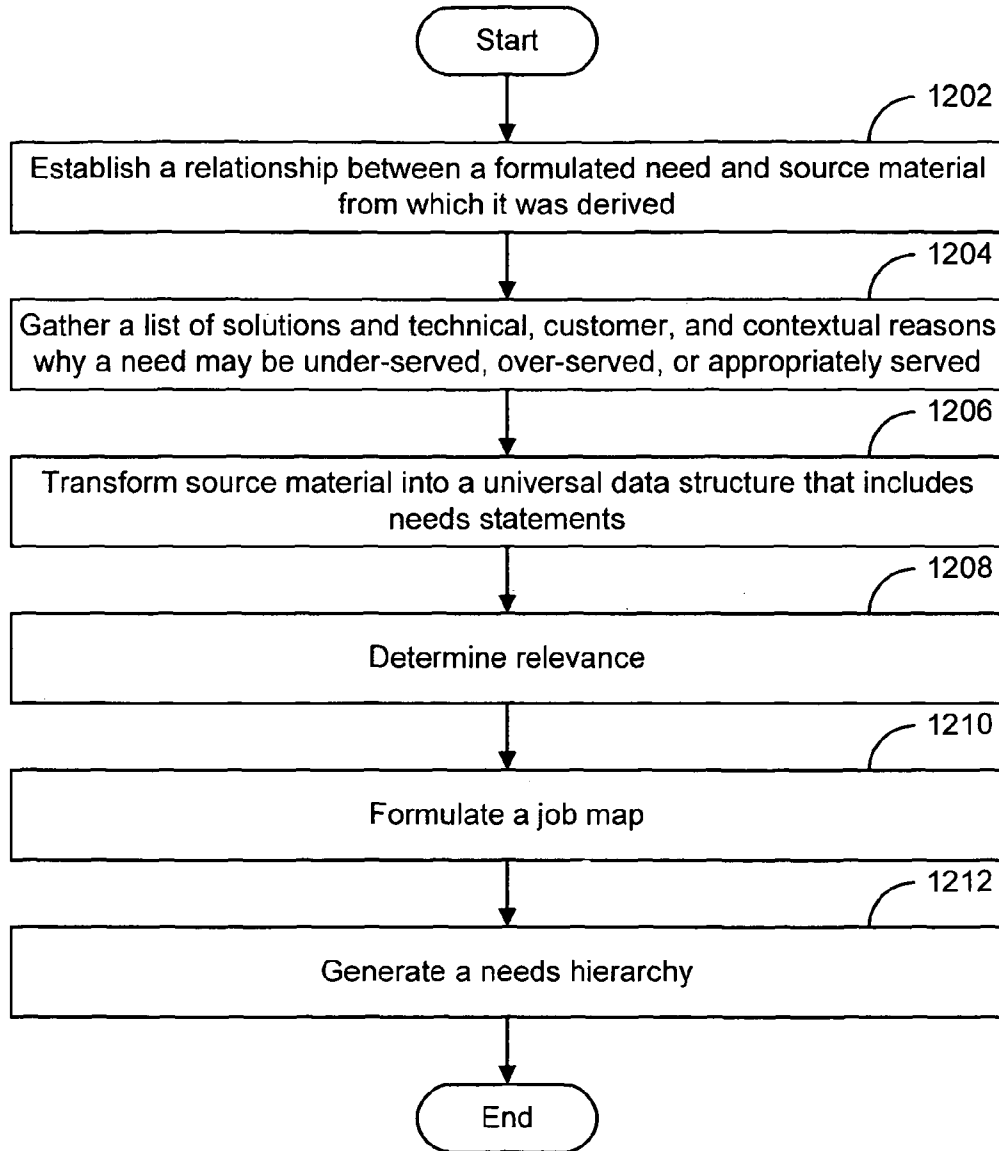 Start
1202
Establish a relationship between a formulated need and source material
from which it was derived
1204
Gather a list of solutions and technical, customer, and contextual reasons
why a need may be under-served, over-served, or appropriately served
1206
Transform source material into a universal data structure that includes
needs statements
1208
Determine relevance
1210
Formulate a job map
1212
Generate a needs hierarchy
End